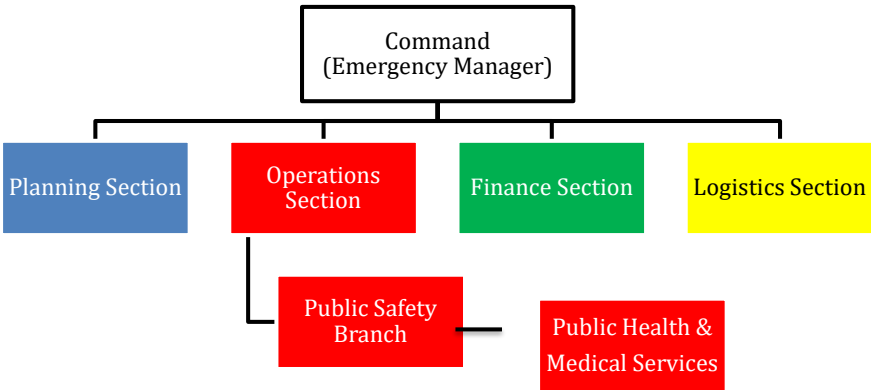 Command
(Emergency Manager)
Planning Section
Operations
Section
Finance Section
Logistics Section
Public Safety
Branch
Public Health &
Medical Services